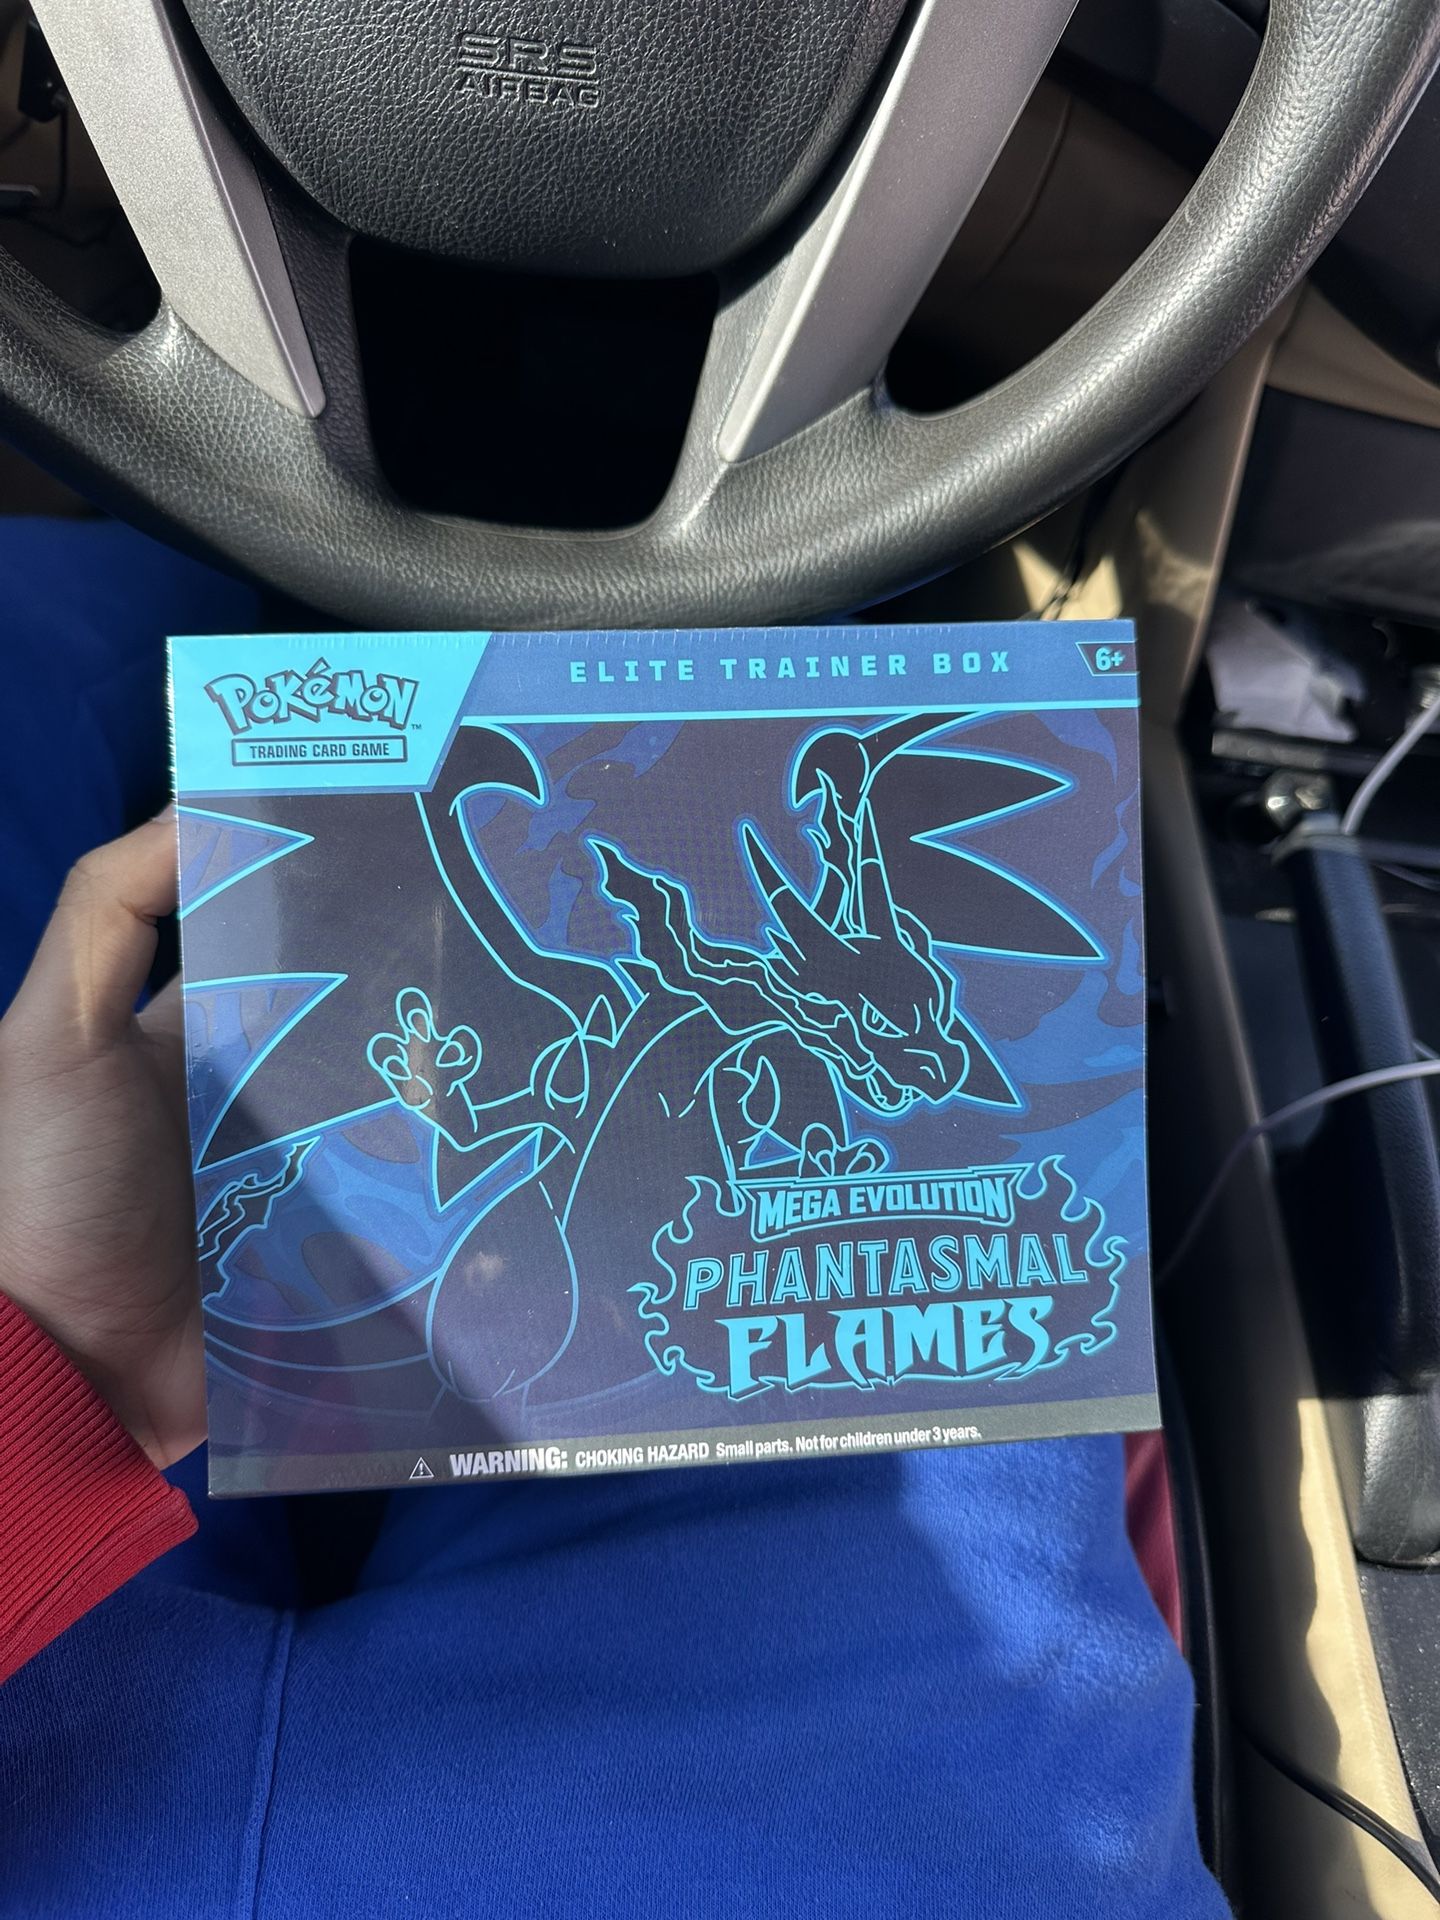 SRS
AIRBAG
POKéMON™
TRADING CARD GAME
ELITE TRAINER BOX
6+
MEGA EVOLUTION
PHANTASMAL
FLAMES
WARNING: CHOKING HAZARD Small parts. Not for children under 3 years.